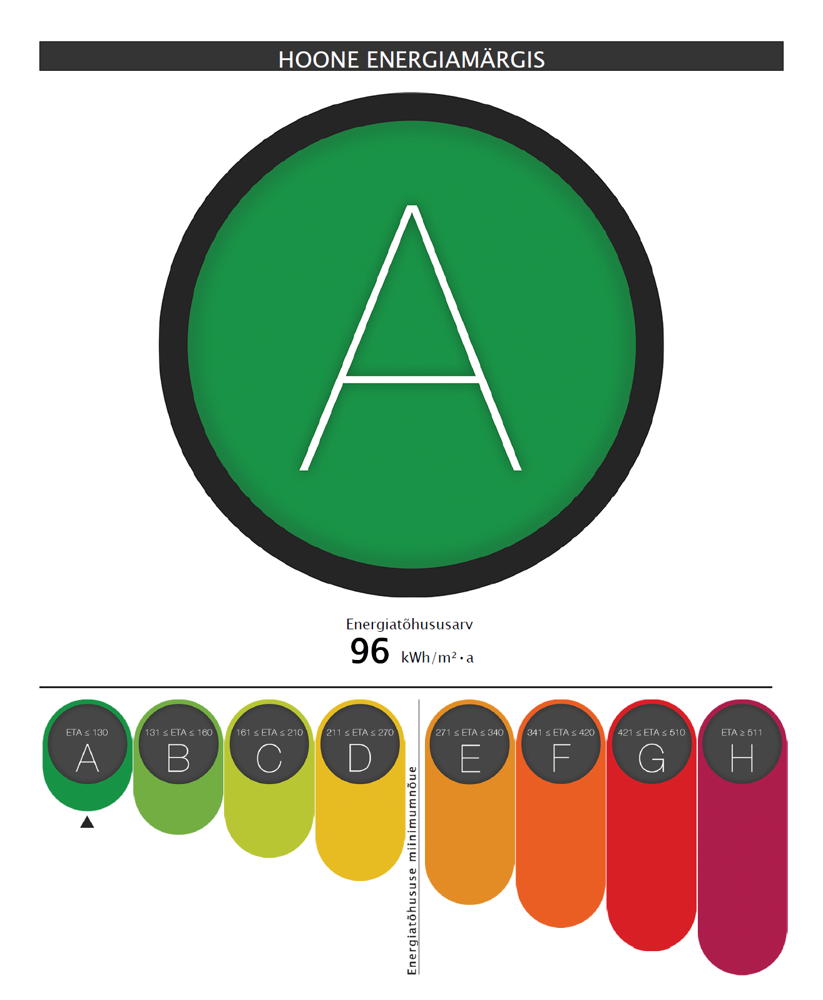 HOONE ENERGIAMÄRGIS
A
Energiatõhususarv
96 kWh/m²·a
ETA ≤ 130
A
131 ≤ ETA ≤ 160
B
161 ≤ ETA ≤ 210
C
211 ≤ ETA ≤ 270
D
Energiatõhususe miinimumnõue
271 ≤ ETA ≤ 340
E
341 ≤ ETA ≤ 420
F
421 ≤ ETA ≤ 510
G
ETA ≥ 511
H